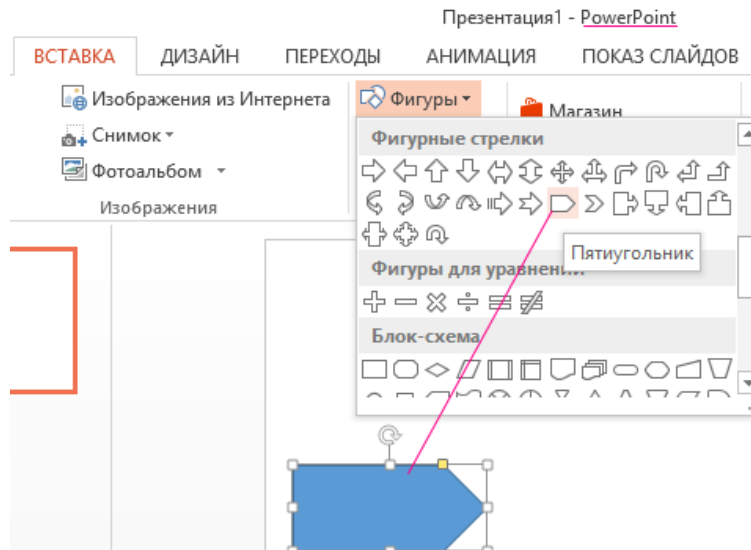 Презентация1 - PowerPoint
ВСТАВКА ДИЗАЙН ПЕРЕХОДЫ АНИМАЦИЯ ПОКАЗ СЛАЙДОВ
Изображения из Интернета
Снимок
Фотоальбом
Изображения
Фигуры
Магазин
Фигурные стрелки
Пятиугольник
Фигуры для уравнений
Блок-схема